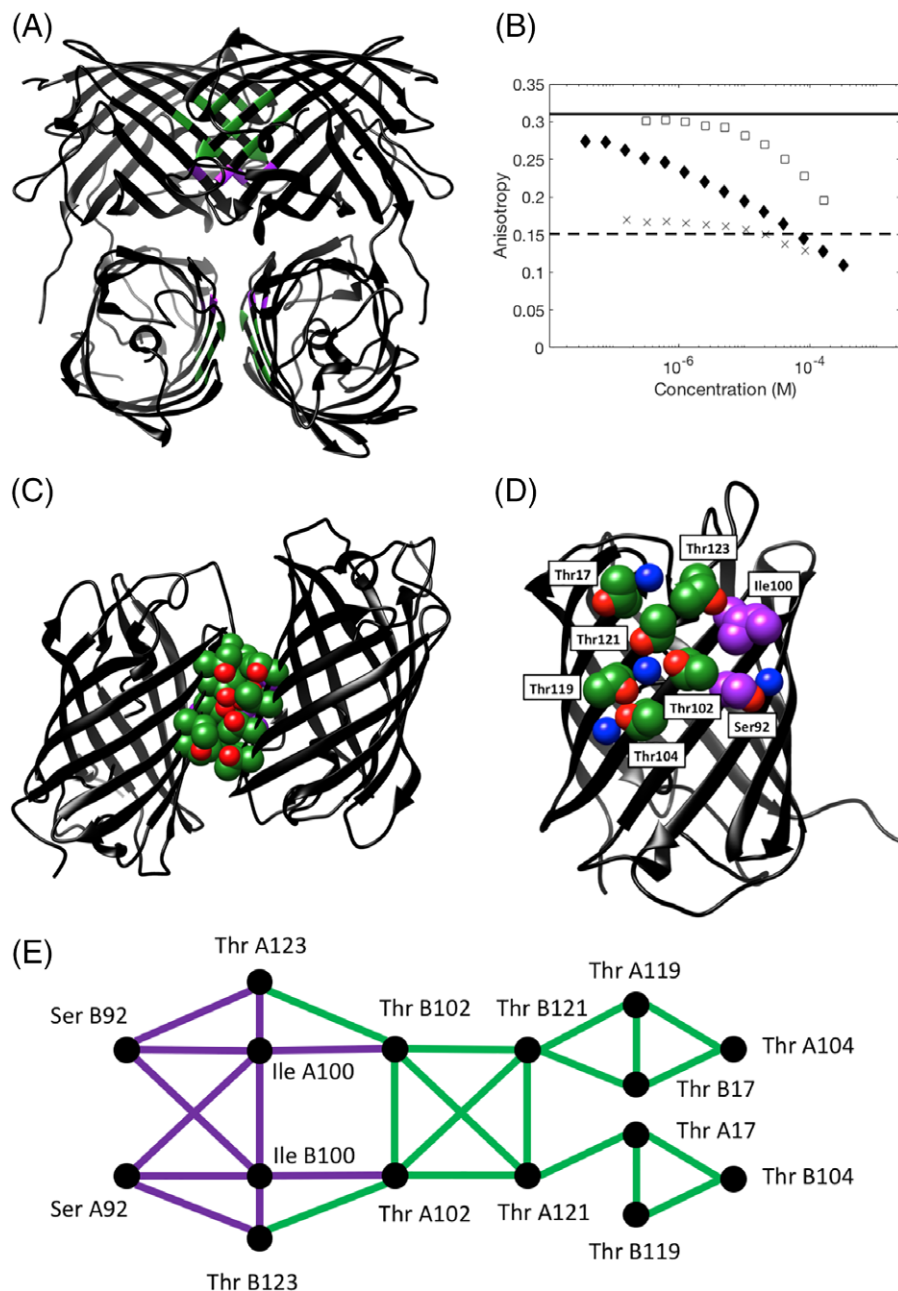 (A)
(B)
0.35
0.3
0.25
0.2
0.15
0.1
0.05
0
Anisotropy
10⁻⁶
10⁻⁴
Concentration (M)
(C)
(D)
Thr123
Thr17
Ile100
Thr121
Thr119
Thr102
Ser92
Thr104
(E)
Thr A123
Thr A119
Ser B92
Thr B102
Thr B121
Ile A100
Thr A104
Thr B17
Ile B100
Thr A17
Thr B104
Ser A92
Thr A102
Thr A121
Thr B119
Thr B123